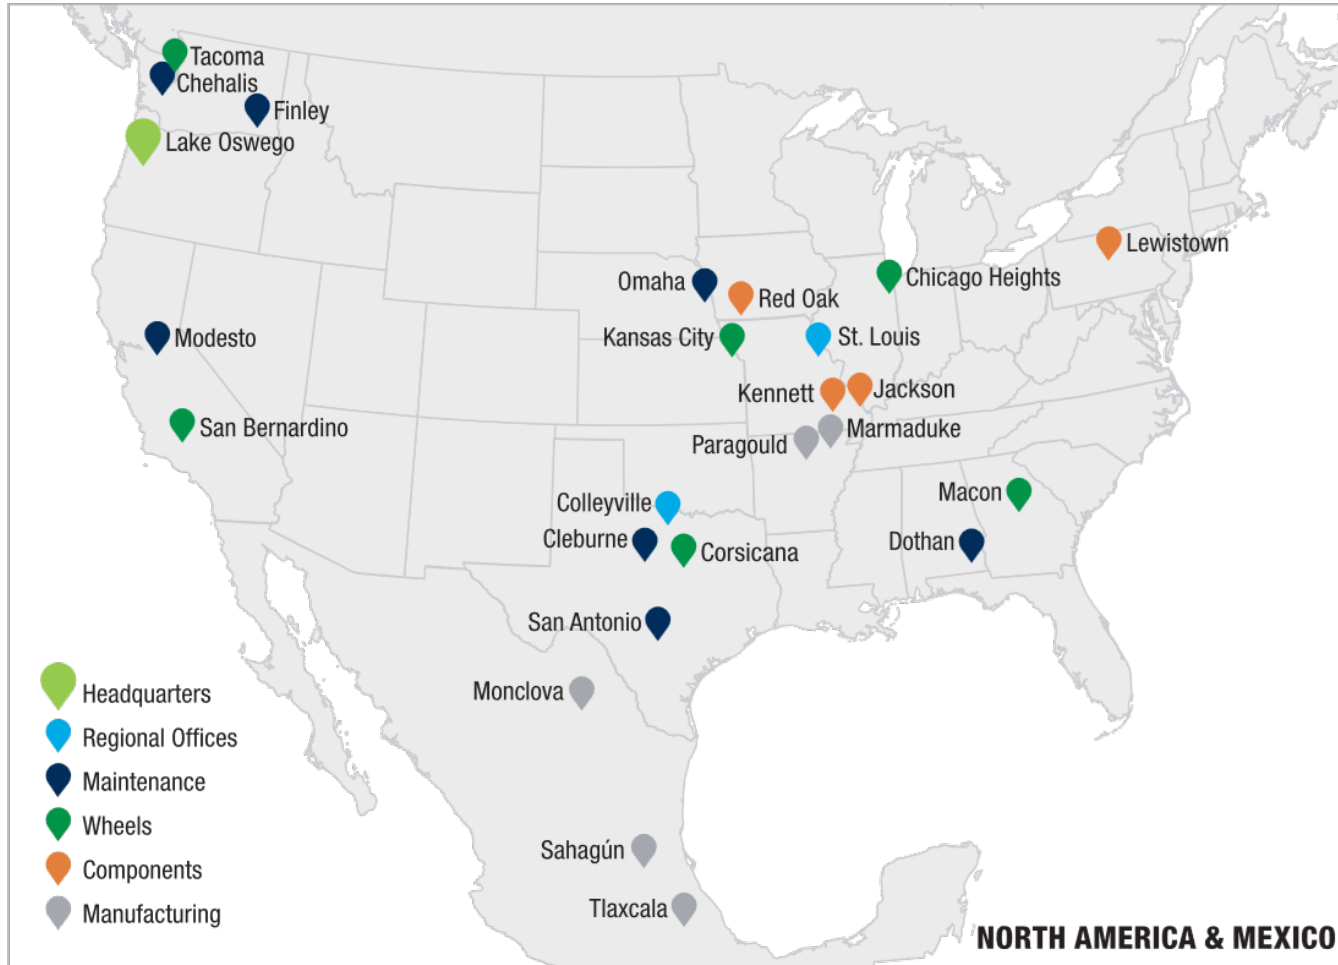 Tacoma
Chehalis
Finley
Lake Oswego
Lewistown
Omaha
Chicago Heights
Red Oak
Modesto
Kansas City
St. Louis
Kennett
Jackson
San Bernardino
Marmaduke
Paragould
Macon
Colleyville
Cleburne
Dothan
Corsicana
San Antonio
Monclova
Sahagún
Tlaxcala
Headquarters
Regional Offices
Maintenance
Wheels
Components
Manufacturing
NORTH AMERICA & MEXICO